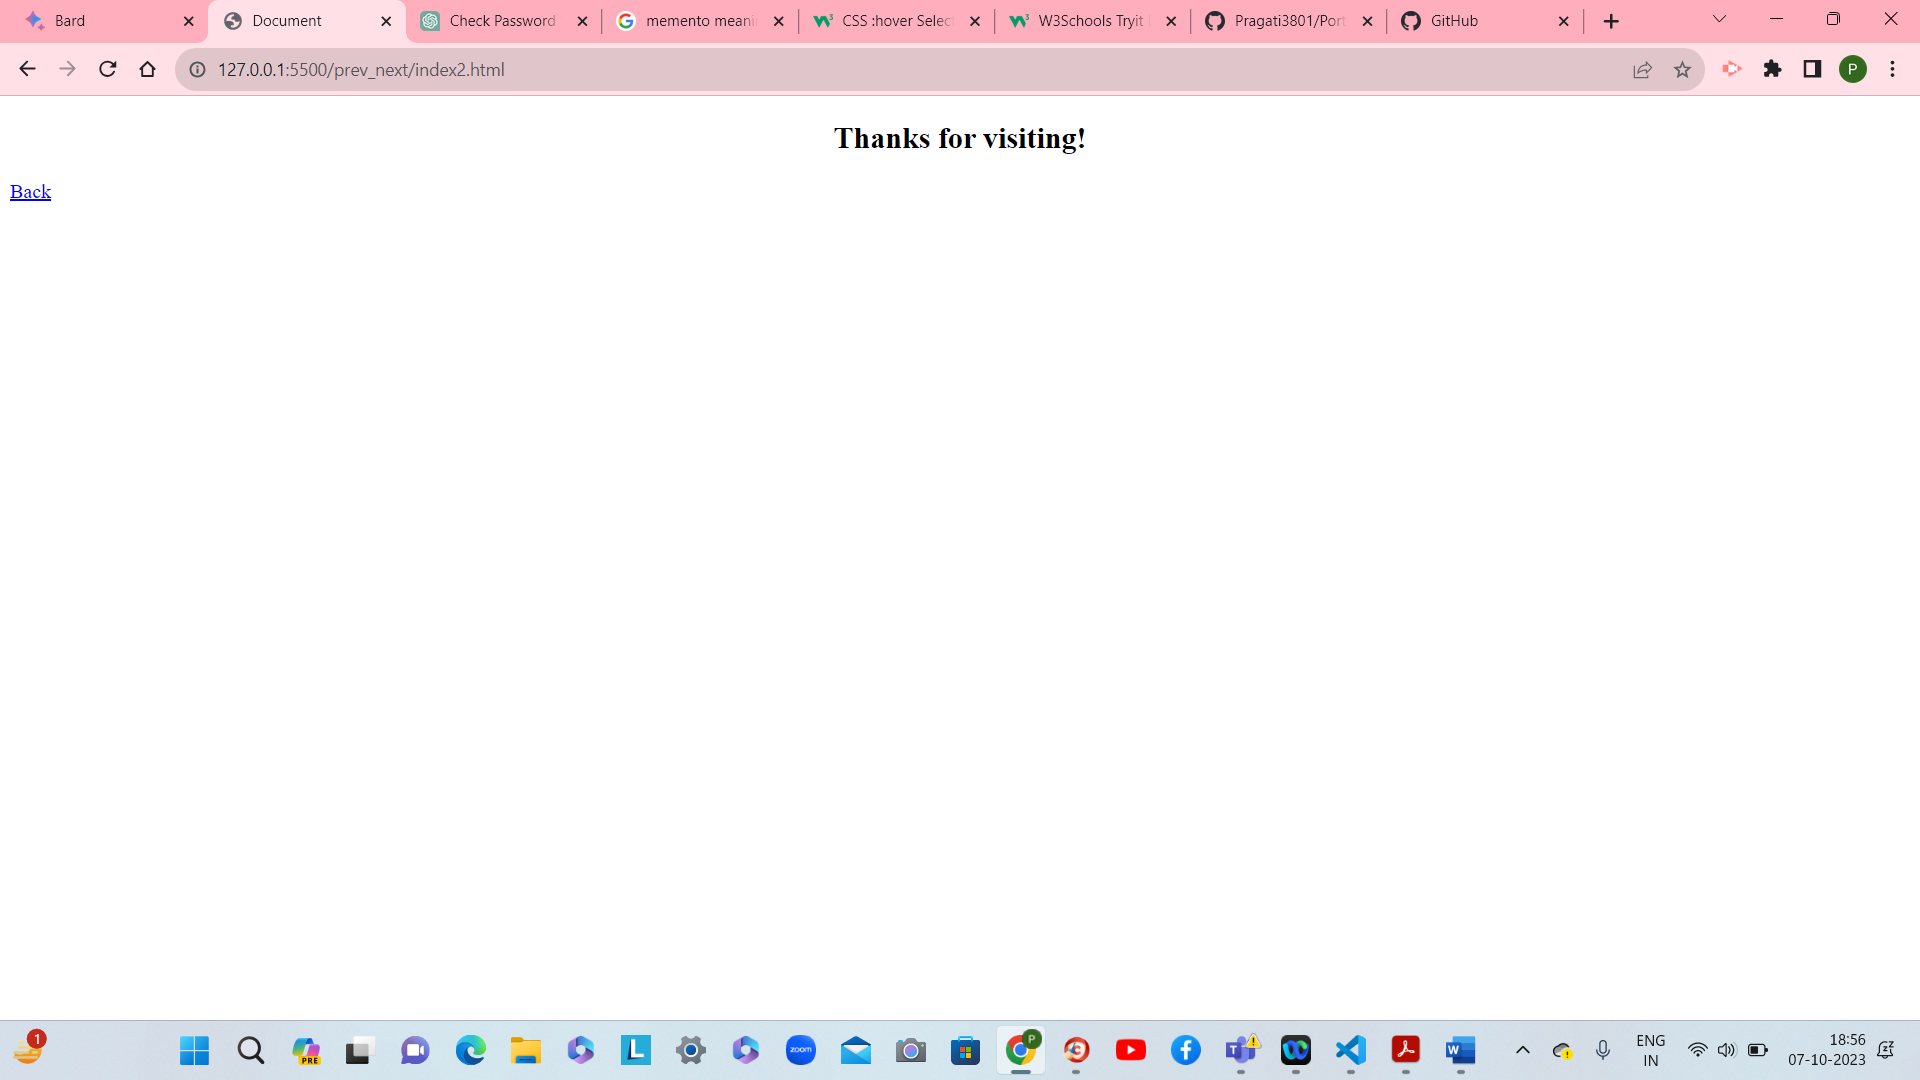 Bard
Document
Check Password
memento meani
CSS :hover Select
W3Schools Tryit
Pragati3801/Port
GitHub
127.0.0.1:5500/prev_next/index2.html
P
Thanks for visiting!
Back
1
PRE
L
zoom
P
T
W
ENG
IN
18:56
07-10-2023